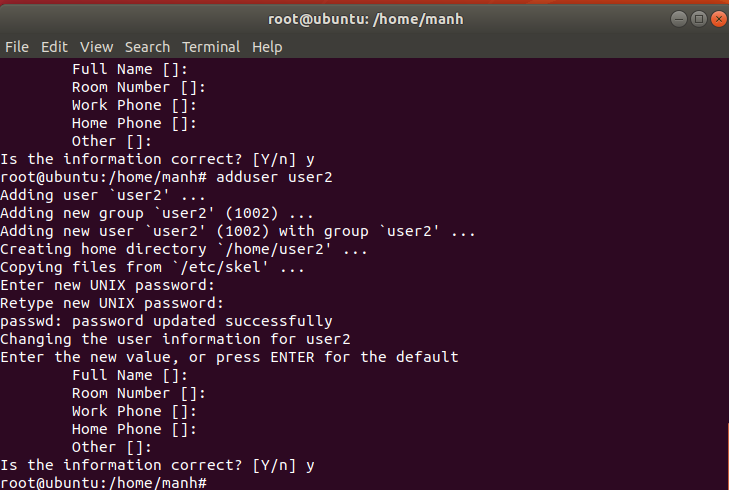 root@ubuntu: /home/manh
File Edit View Search Terminal Help
Full Name []:
Room Number []:
Work Phone []:
Home Phone []:
Other []:
Is the information correct? [Y/n] y
root@ubuntu:/home/manh# adduser user2
Adding user `user2' ...
Adding new group `user2' (1002) ...
Adding new user `user2' (1002) with group `user2' ...
Creating home directory `/home/user2' ...
Copying files from `/etc/skel' ...
Enter new UNIX password:
Retype new UNIX password:
passwd: password updated successfully
Changing the user information for user2
Enter the new value, or press ENTER for the default
Full Name []:
Room Number []:
Work Phone []:
Home Phone []:
Other []:
Is the information correct? [Y/n] y
root@ubuntu:/home/manh#